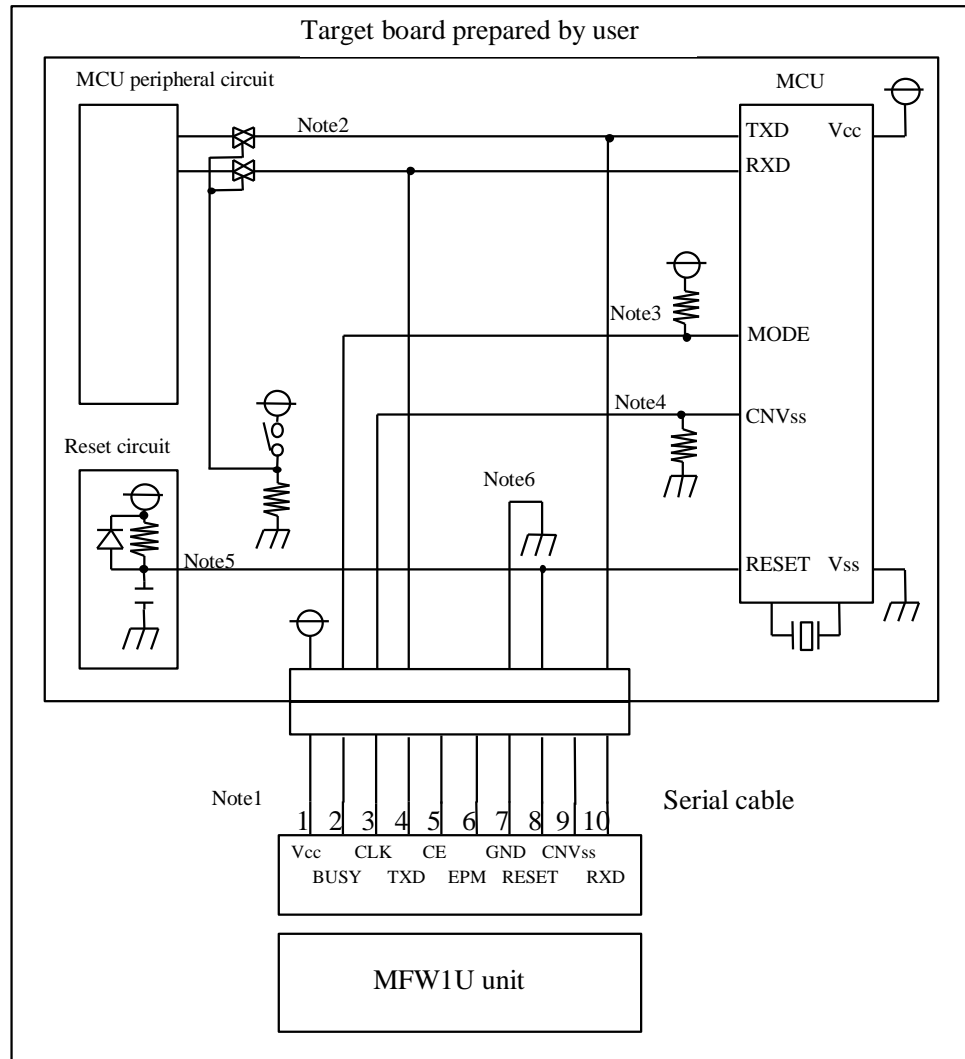 Target board prepared by user
MCU peripheral circuit
MCU
Note2
TXD
Vcc
RXD
Note3
MODE
Note4
CNVss
Reset circuit
Note6
Note5
RESET
Vss
Note1
Serial cable
1 2 3 4 5 6 7 8 9 10
Vcc CLK CE GND CNVss
BUSY TXD EPM RESET RXD
MFW1U unit